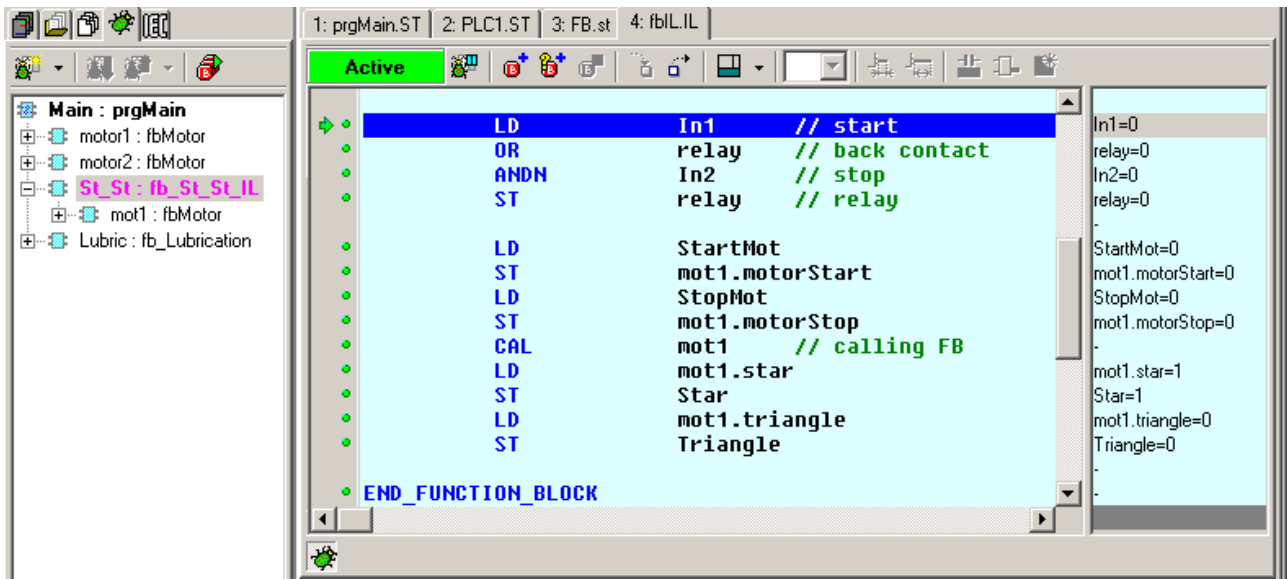 1: prgMain.ST 2: PLC1.ST 3: FB.st 4: fbIL.IL
Active
Main : prgMain
motor1 : fbMotor
motor2 : fbMotor
St_St : fb_St_St_IL
mot1 : fbMotor
Lubric : fb_Lubrication
LD In1 // start
OR relay // back contact
ANDN In2 // stop
ST relay // relay
LD StartMot
ST mot1.motorStart
LD StopMot
ST mot1.motorStop
CAL mot1 // calling FB
LD mot1.star
ST Star
LD mot1.triangle
ST Triangle
END_FUNCTION_BLOCK
In1=0
relay=0
In2=0
relay=0
-
StartMot=0
mot1.motorStart=0
StopMot=0
mot1.motorStop=0
-
mot1.star=1
Star=1
mot1.triangle=0
Triangle=0
-
-